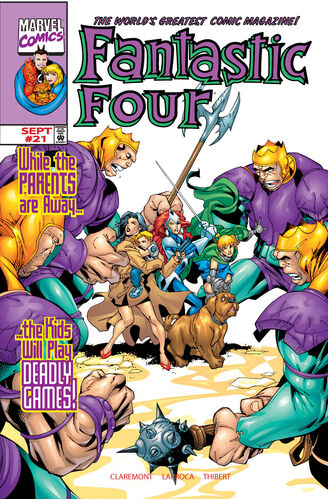 THE WORLD'S GREATEST COMIC MAGAZINE!
MARVEL
COMICS
Fantastic
Four
SEPT
#21
While the
PARENTS
are Away...
...the Kids
Will Play
DEADLY
GAMES!
CLAREMONT LARROCA THIBERT